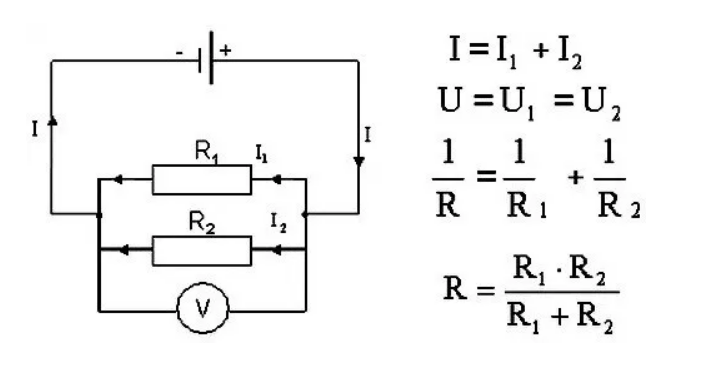 - +
I = I₁ + I₂
U = U₁ = U₂
I I
R₁ I₁
1/R = 1/R₁ + 1/R₂
R₂ I₂
R = R₁ · R₂ / R₁ + R₂
V